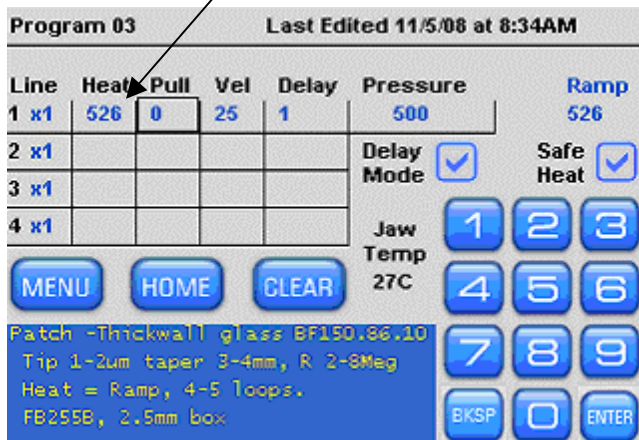 Program 03 Last Edited 11/5/08 at 8:34AM
Line Heat Pull Vel Delay Pressure Ramp
1 x1 526 0 25 1 500 526
2 x1 Delay Mode Safe Heat
3 x1
4 x1 Jaw Temp 27C
1 2 3
MENU HOME CLEAR 4 5 6
Patch -Thickwall glass BF150.86.10
Tip 1-2um taper 3-4mm, R 2-8Meg
Heat = Ramp, 4-5 loops.
FB255B, 2.5mm box
7 8 9
BKSP 0 ENTER